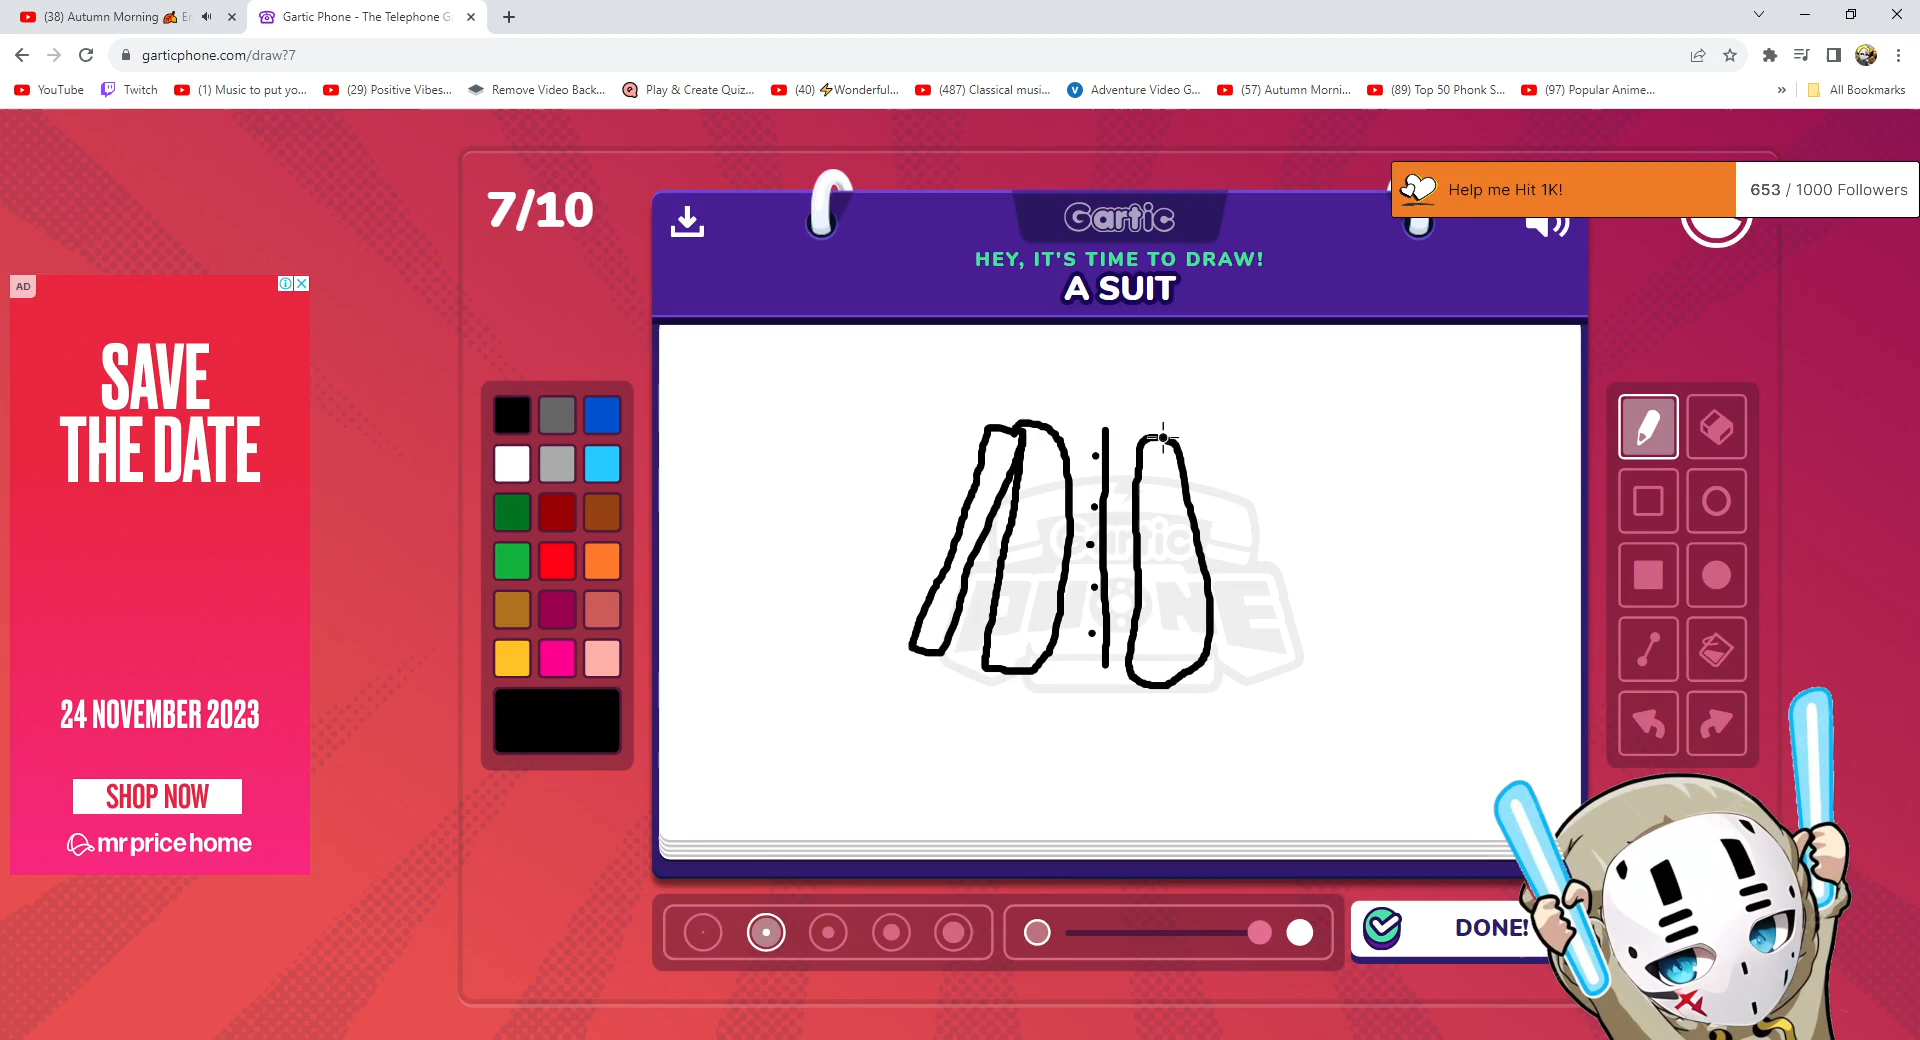 (38) Autumn Morning
Gartic Phone - The Telephone G
garticphone.com/draw?7
YouTube
Twitch
(1) Music to put yo...
(29) Positive Vibes...
Remove Video Back...
Play & Create Quiz...
(40) ⚡Wonderful...
(487) Classical musi...
Adventure Video G...
(57) Autumn Morni...
(89) Top 50 Phonk S...
(97) Popular Anime...
»
All Bookmarks
7/10
Gartic
Help me Hit 1K!
653 / 1000 Followers
HEY, IT'S TIME TO DRAW!
A SUIT
AD
SAVE
THE DATE
24 NOVEMBER 2023
SHOP NOW
mrpricehome
Gartic
PHONE
DONE!